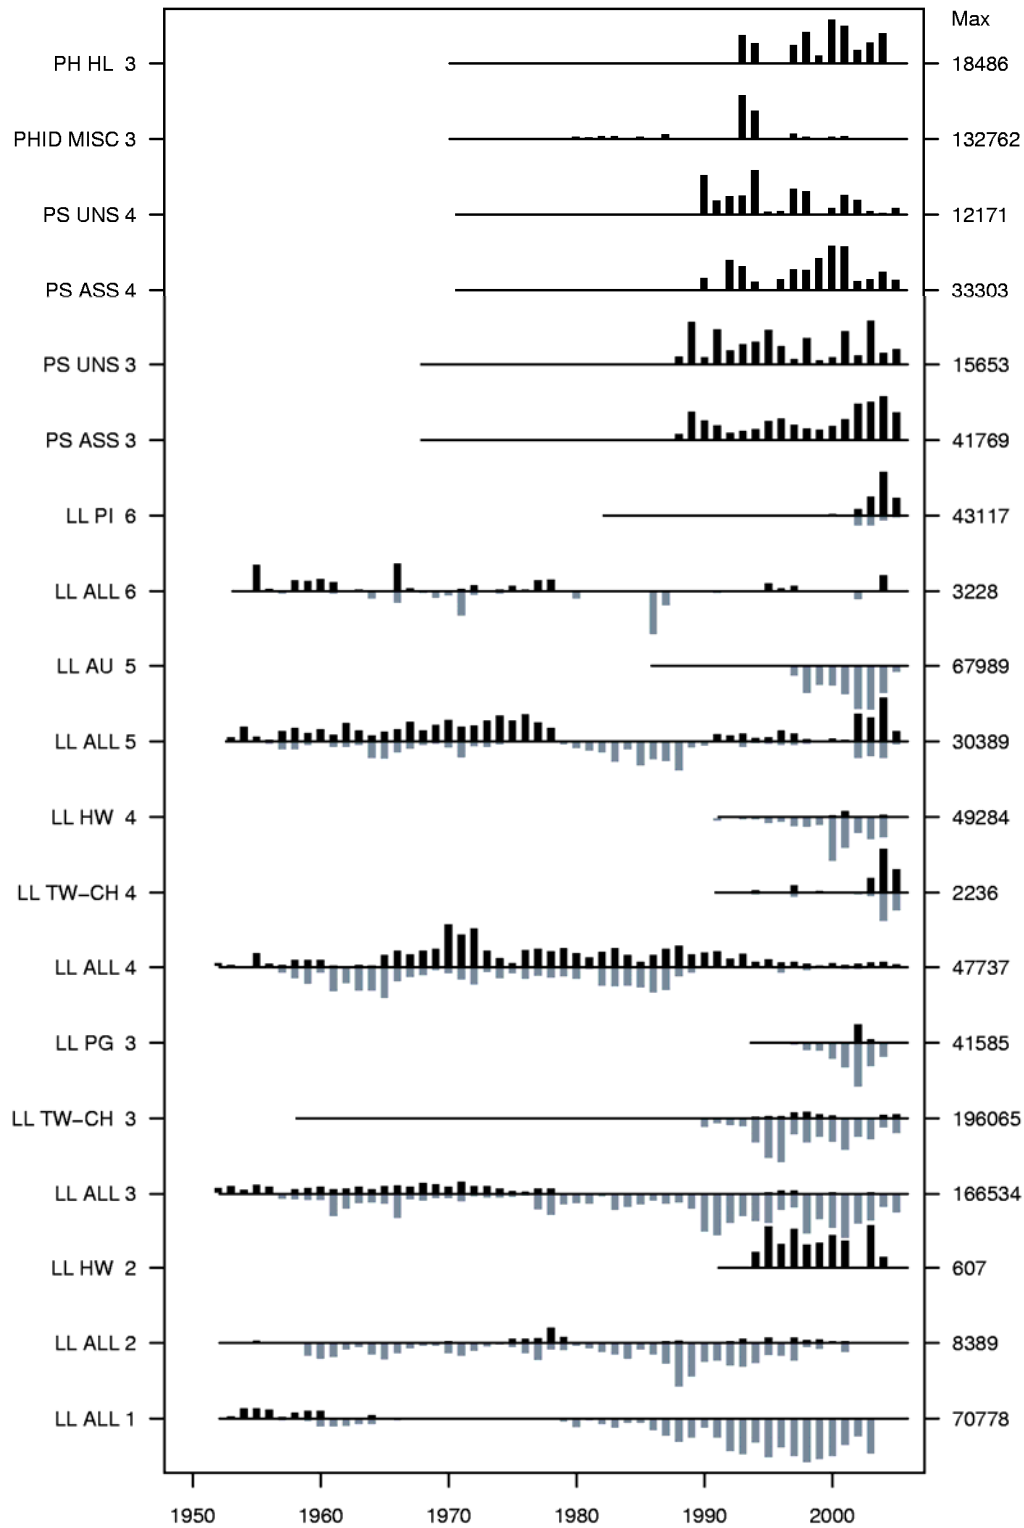 Max
PH HL 3 18486
PHID MISC 3 132762
PS UNS 4 12171
PS ASS 4 33303
PS UNS 3 15653
PS ASS 3 41769
LL PI 6 43117
LL ALL 6 3228
LL AU 5 67989
LL ALL 5 30389
LL HW 4 49284
LL TW–CH 4 2236
LL ALL 4 47737
LL PG 3 41585
LL TW–CH 3 196065
LL ALL 3 166534
LL HW 2 607
LL ALL 2 8389
LL ALL 1 70778
1950 1960 1970 1980 1990 2000